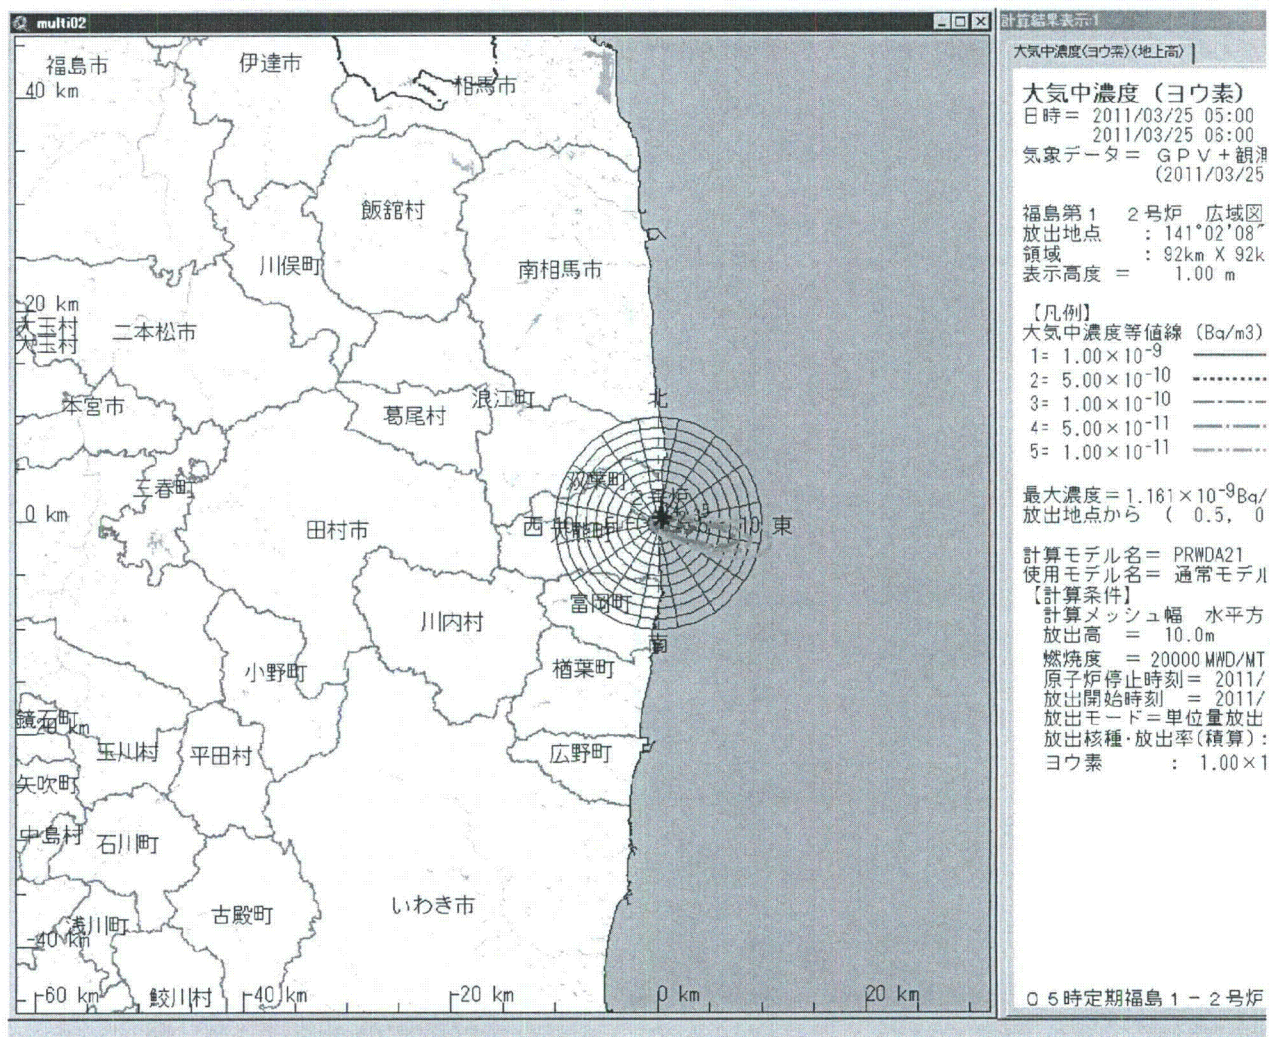 multi02
福島市
伊達市
相馬市
40 km
飯舘村
川俣町
南相馬市
20 km
大玉村
大玉村
二本松市
本宮市
浪江町
北
葛尾村
三春町
双葉町
2号炉
0 km
田村市
西
10
大熊町
10
東
富岡町
川内村
南
小野町
楢葉町
鏡石町
-20 km
玉川村
平田村
広野町
矢吹町
中島村
石川町
いわき市
浅川町
古殿町
-40 km
鮫川村
-60 km
-40 km
-20 km
0 km
20 km
計算結果表示:1
大気中濃度(ヨウ素)(地上高)
大気中濃度(ヨウ素)
日時= 2011/03/25 05:00
2011/03/25 06:00
気象データ= GPV+観測
(2011/03/25
福島第1 2号炉 広域図
放出地点 : 141°02'08"
領域 : 92km X 92k
表示高度 = 1.00 m
【凡例】
大気中濃度等値線 (Bq/m3)
1= 1.00×10-9
2= 5.00×10-10
3= 1.00×10-10
4= 5.00×10-11
5= 1.00×10-11
最大濃度=1.161×10-9Bq/
放出地点から ( 0.5, 0
計算モデル名= PRWDA21
使用モデル名= 通常モデル
【計算条件】
計算メッシュ幅 水平方
放出高 = 10.0m
燃焼度 = 20000MWD/MT
原子炉停止時刻= 2011/
放出開始時刻 = 2011/
放出モード=単位量放出
放出核種・放出率(積算):
ヨウ素 : 1.00×1
05時定期福島1-2号炉